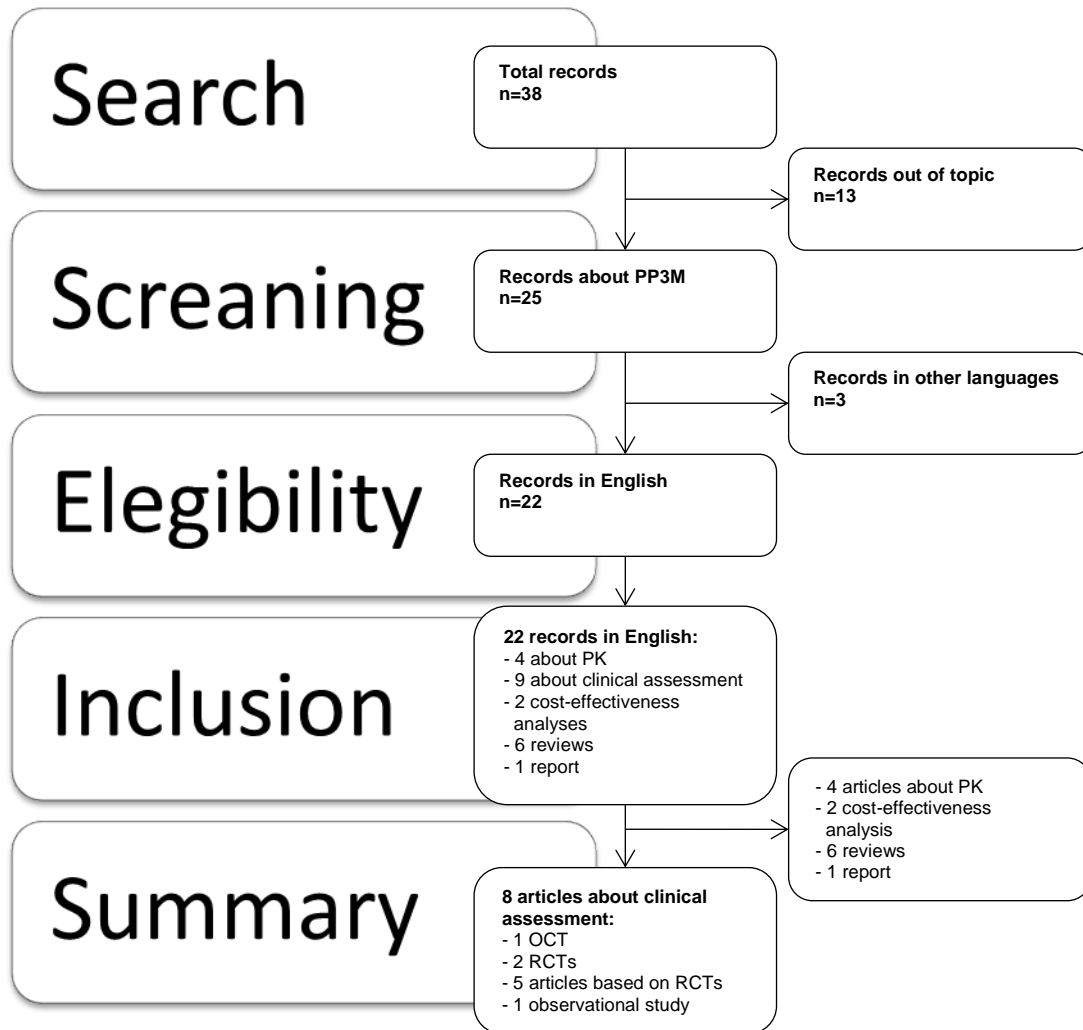 Search
Total records
n=38
Records out of topic
n=13
Screaning
Records about PP3M
n=25
Records in other languages
n=3
Elegibility
Records in English
n=22
Inclusion
22 records in English:
- 4 about PK
- 9 about clinical assessment
- 2 cost-effectiveness
analyses
- 6 reviews
- 1 report
- 4 articles about PK
- 2 cost-effectiveness
analysis
- 6 reviews
- 1 report
Summary
8 articles about clinical
assessment:
- 1 OCT
- 2 RCTs
- 5 articles based on RCTs
- 1 observational study